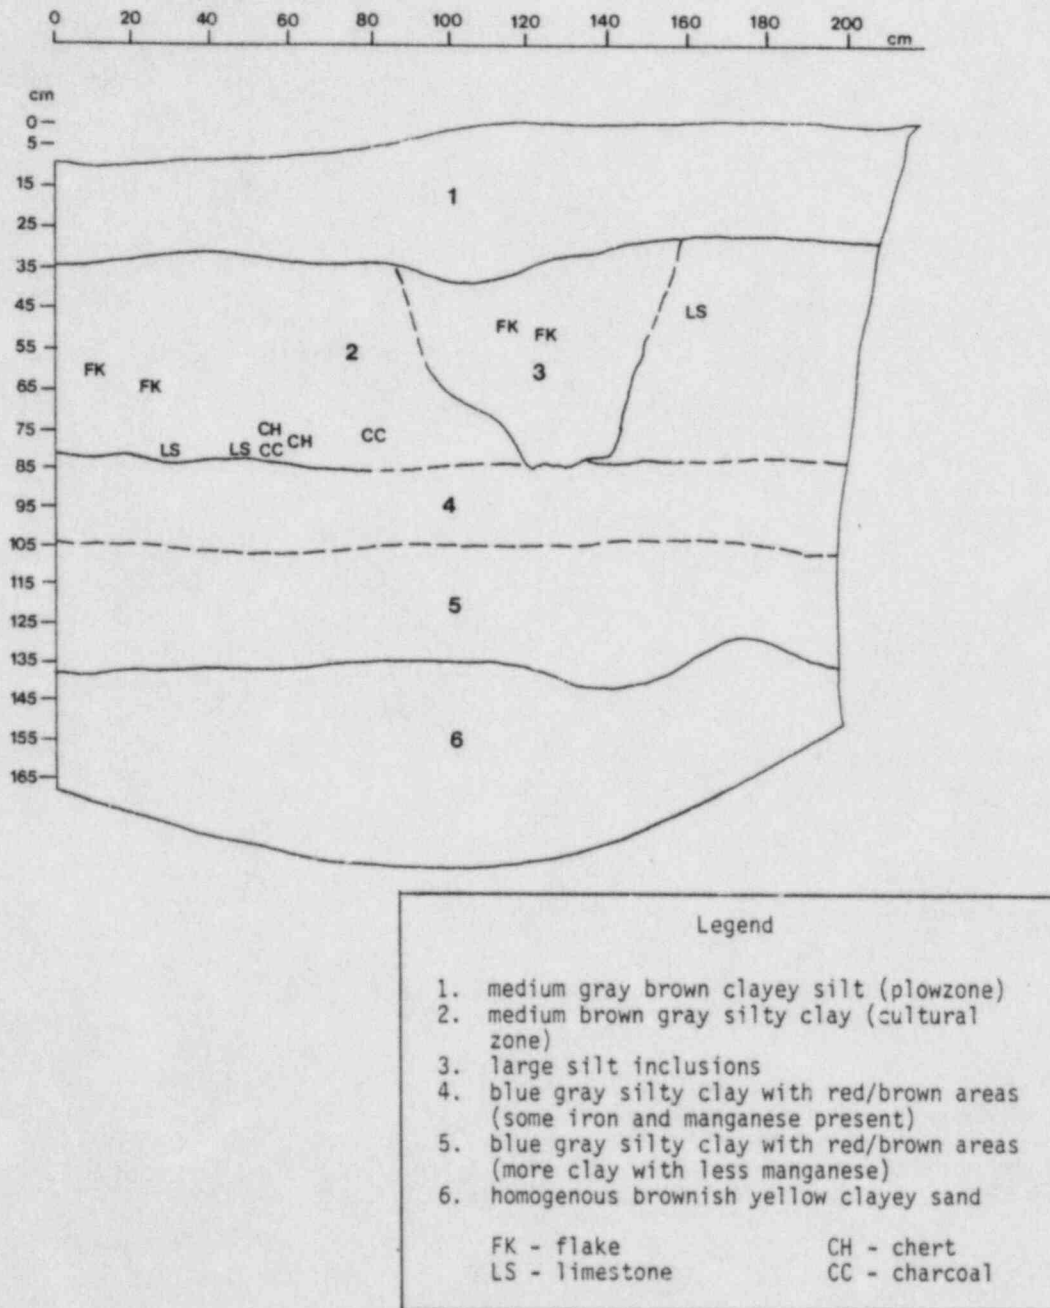 0 20 40 60 80 100 120 140 160 180 200
cm
cm
0
5
15
1
25
35
45
LS
FK FK
55
2
3
FK
65
FK
75
CH
CH
CC
LS
LS
CC
85
95
4
105
115
5
125
135
145
155
6
165
Legend
1. medium gray brown clayey silt (plowzone)
2. medium brown gray silty clay (cultural
zone)
3. large silt inclusions
4. blue gray silty clay with red/brown areas
(some iron and manganese present)
5. blue gray silty clay with red/brown areas
(more clay with less manganese)
6. homogenous brownish yellow clayey sand
FK - flake CH - chert
LS - limestone CC - charcoal